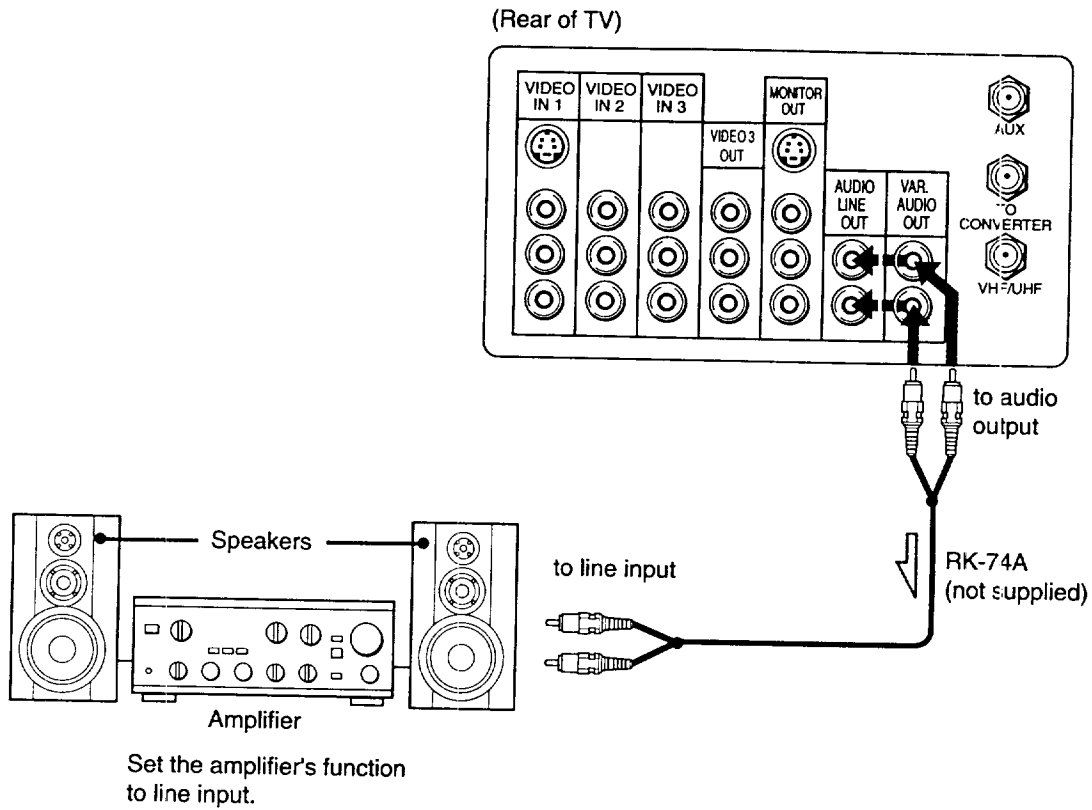 (Rear of TV)
VIDEO IN 1
VIDEO IN 2
VIDEO IN 3
VIDEO 3 OUT
MONITOR OUT
AUDIO LINE OUT
VAR. AUDIO OUT
AUX
TO CONVERTER
VHF/UHF
to audio
output
Speakers
to line input
RK-74A
(not supplied)
Amplifier
Set the amplifier's function
to line input.